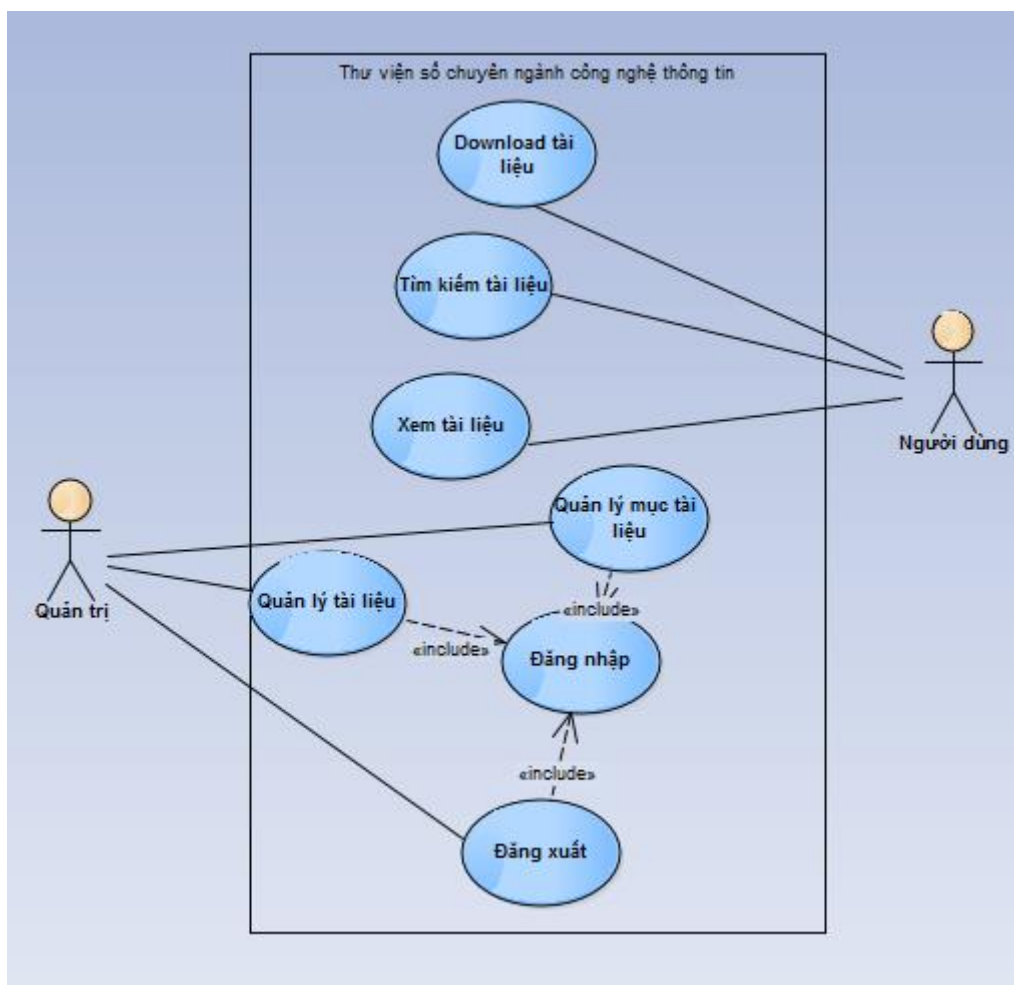 Thư viện số chuyên ngành công nghệ thông tin
Download tài
liệu
Tìm kiếm tài liệu
Xem tài liệu
Người dùng
Quản lý mục tài
liệu
Quản lý tài liệu
Quản trị
«include»
«include»
Đăng nhập
«include»
Đăng xuất